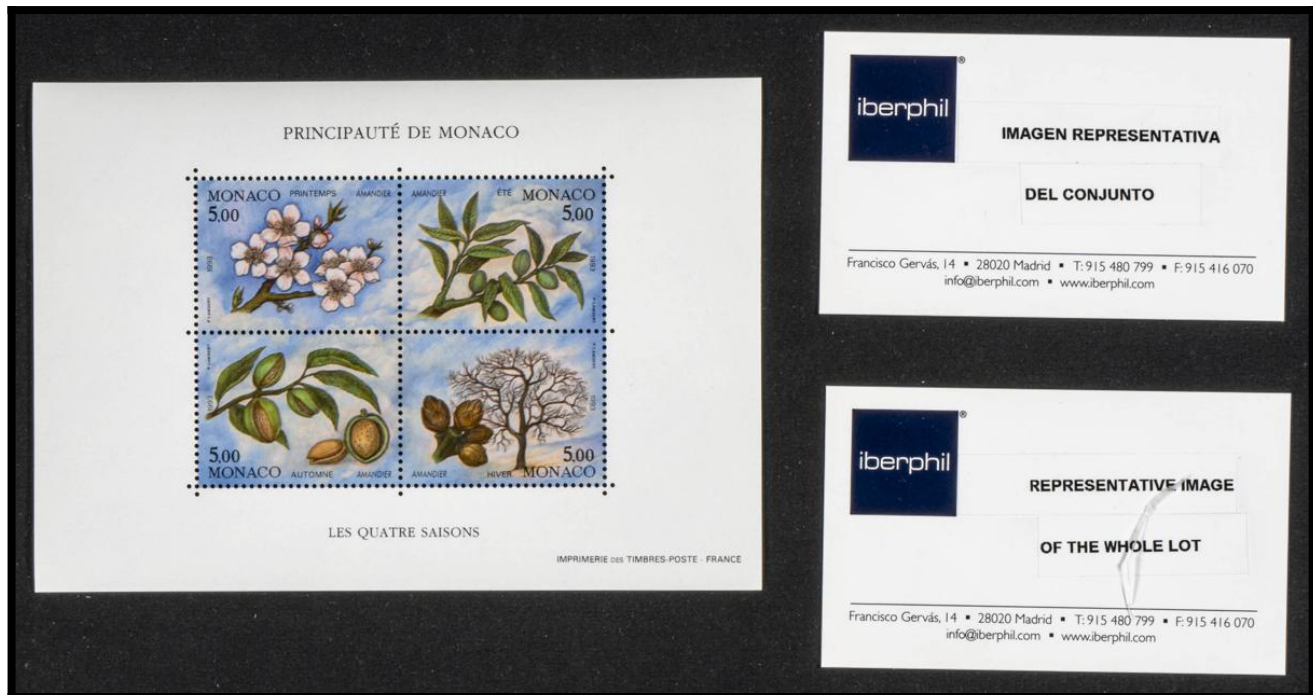 PRINCIPAUTÉ DE MONACO
MONACO PRINTEMPS AMANDIER
5,00
1993
AMANDIER ÉTÉ MONACO
5,00
1993
1993
5,00
MONACO AUTOMNE AMANDIER
1993
5,00
AMANDIER HIVER MONACO
LES QUATRE SAISONS
IMPRIMERIE DES TIMBRES-POSTE - FRANCE
iberphil®
IMAGEN REPRESENTATIVA
DEL CONJUNTO
Francisco Gervás, 14 ▪ 28020 Madrid ▪ T: 915 480 799 ▪ F: 915 416 070
info@iberphil.com ▪ www.iberphil.com
iberphil®
REPRESENTATIVE IMAGE
OF THE WHOLE LOT
Francisco Gervás, 14 ▪ 28020 Madrid ▪ T: 915 480 799 ▪ F: 915 416 070
info@iberphil.com ▪ www.iberphil.com